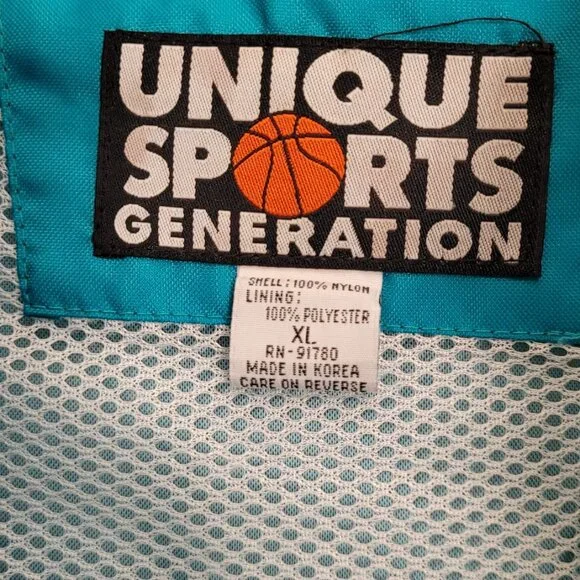 UNIQUE
SPORTS
GENERATION
SHELL: 100% NYLON
LINING:
100% POLYESTER
XL
RN-91780
MADE IN KOREA
CARE ON REVERSE